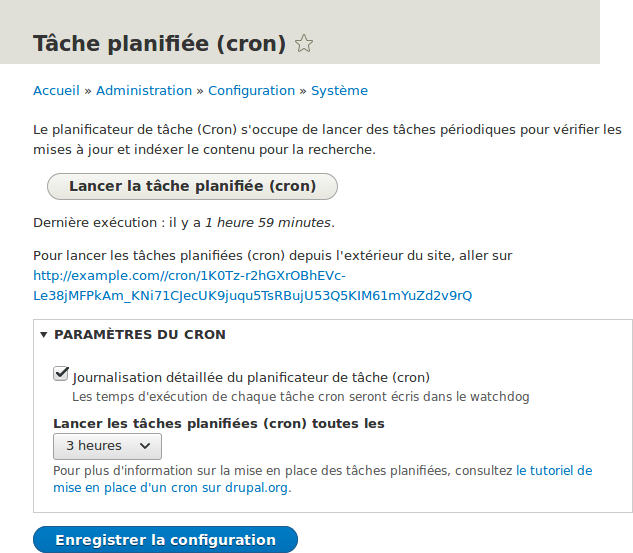 Tâche planifiée (cron)
Accueil » Administration » Configuration » Système
Le planificateur de tâche (Cron) s'occupe de lancer des tâches périodiques pour vérifier les
mises à jour et indéxer le contenu pour la recherche.
Lancer la tâche planifiée (cron)
Dernière exécution : il y a 1 heure 59 minutes.
Pour lancer les tâches planifiées (cron) depuis l'extérieur du site, aller sur
http://example.com//cron/1K0Tz-r2hGXrOBhEVc-
Le38jMFPkAm_KNi71CJecUK9juqu5TsRBujU53Q5KIM61mYuZd2v9rQ
PARAMÈTRES DU CRON
Journalisation détaillée du planificateur de tâche (cron)
Les temps d'exécution de chaque tâche cron seront écris dans le watchdog
Lancer les tâches planifiées (cron) toutes les
3 heures
Pour plus d'information sur la mise en place des tâches planifiées, consultez le tutoriel de
mise en place d'un cron sur drupal.org.
Enregistrer la configuration